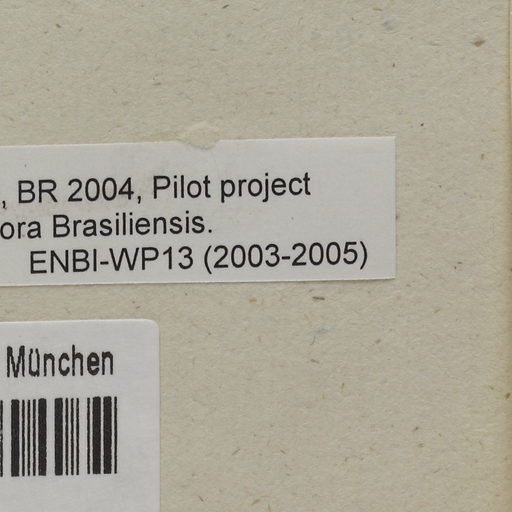 , BR 2004, Pilot project
ora Brasiliensis.
ENBI-WP13 (2003-2005)
München